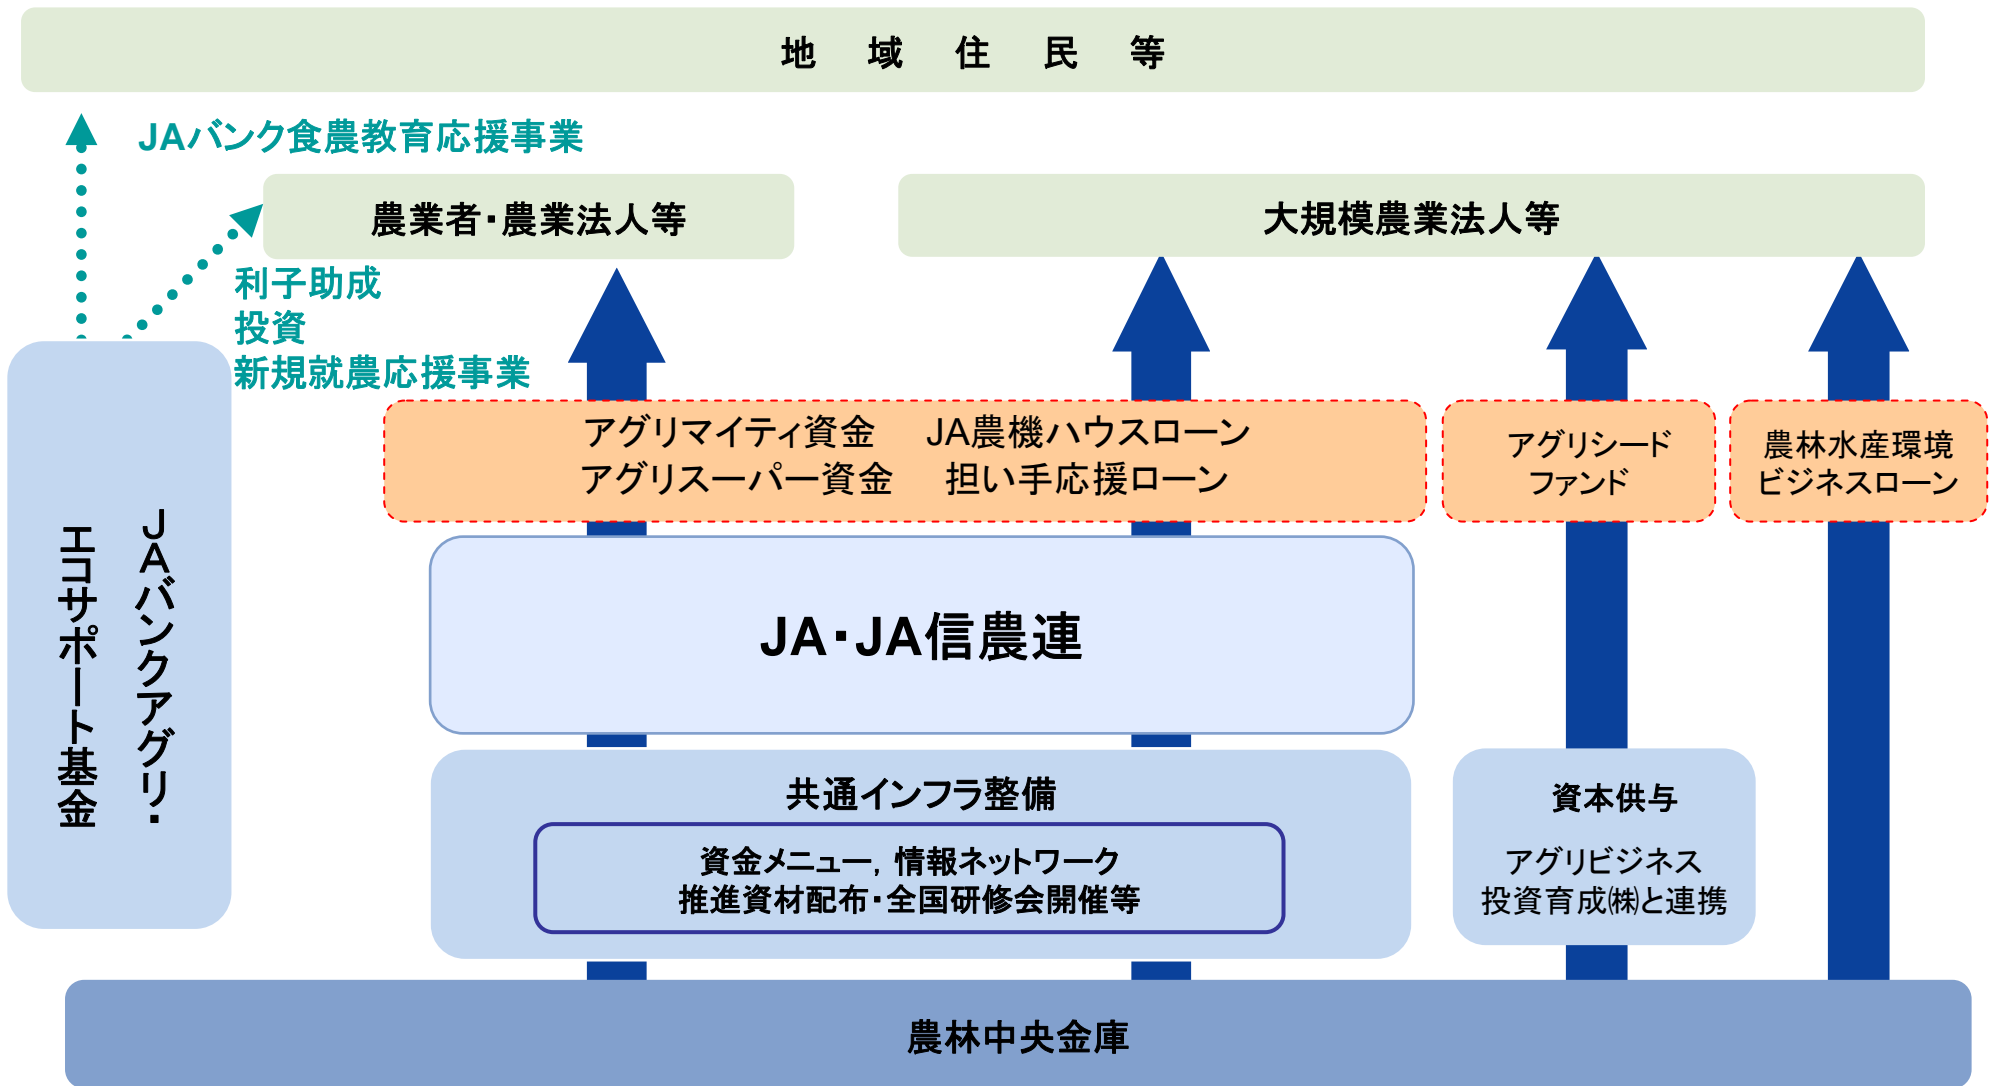 地域住民等
JAバンク食農教育応援事業
農業者・農業法人等
大規模農業法人等
利子助成
投資
新規就農応援事業
アグリマイティ資金　JA農機ハウスローン
アグリスーパー資金　担い手応援ローン
アグリシード
ファンド
農林水産環境
ビジネスローン
JAバンクアグリ・
エコサポート基金
JA・JA信農連
共通インフラ整備
資金メニュー，情報ネットワーク
推進資材配布・全国研修会開催等
資本供与
アグリビジネス
投資育成㈱と連携
農林中央金庫